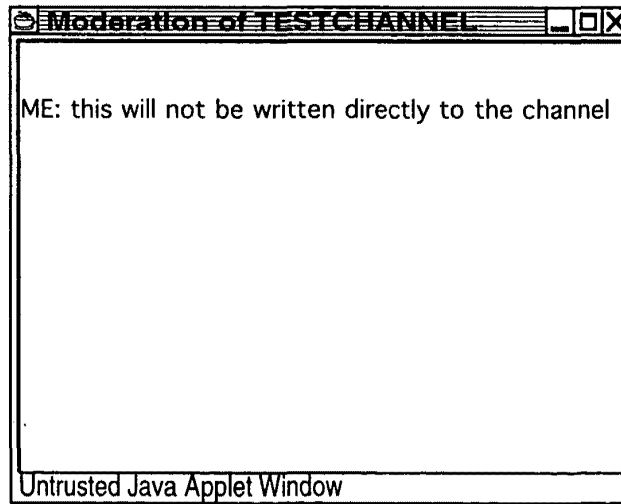 Moderation of TESTCHANNEL
ME: this will not be written directly to the channel
Untrusted Java Applet Window